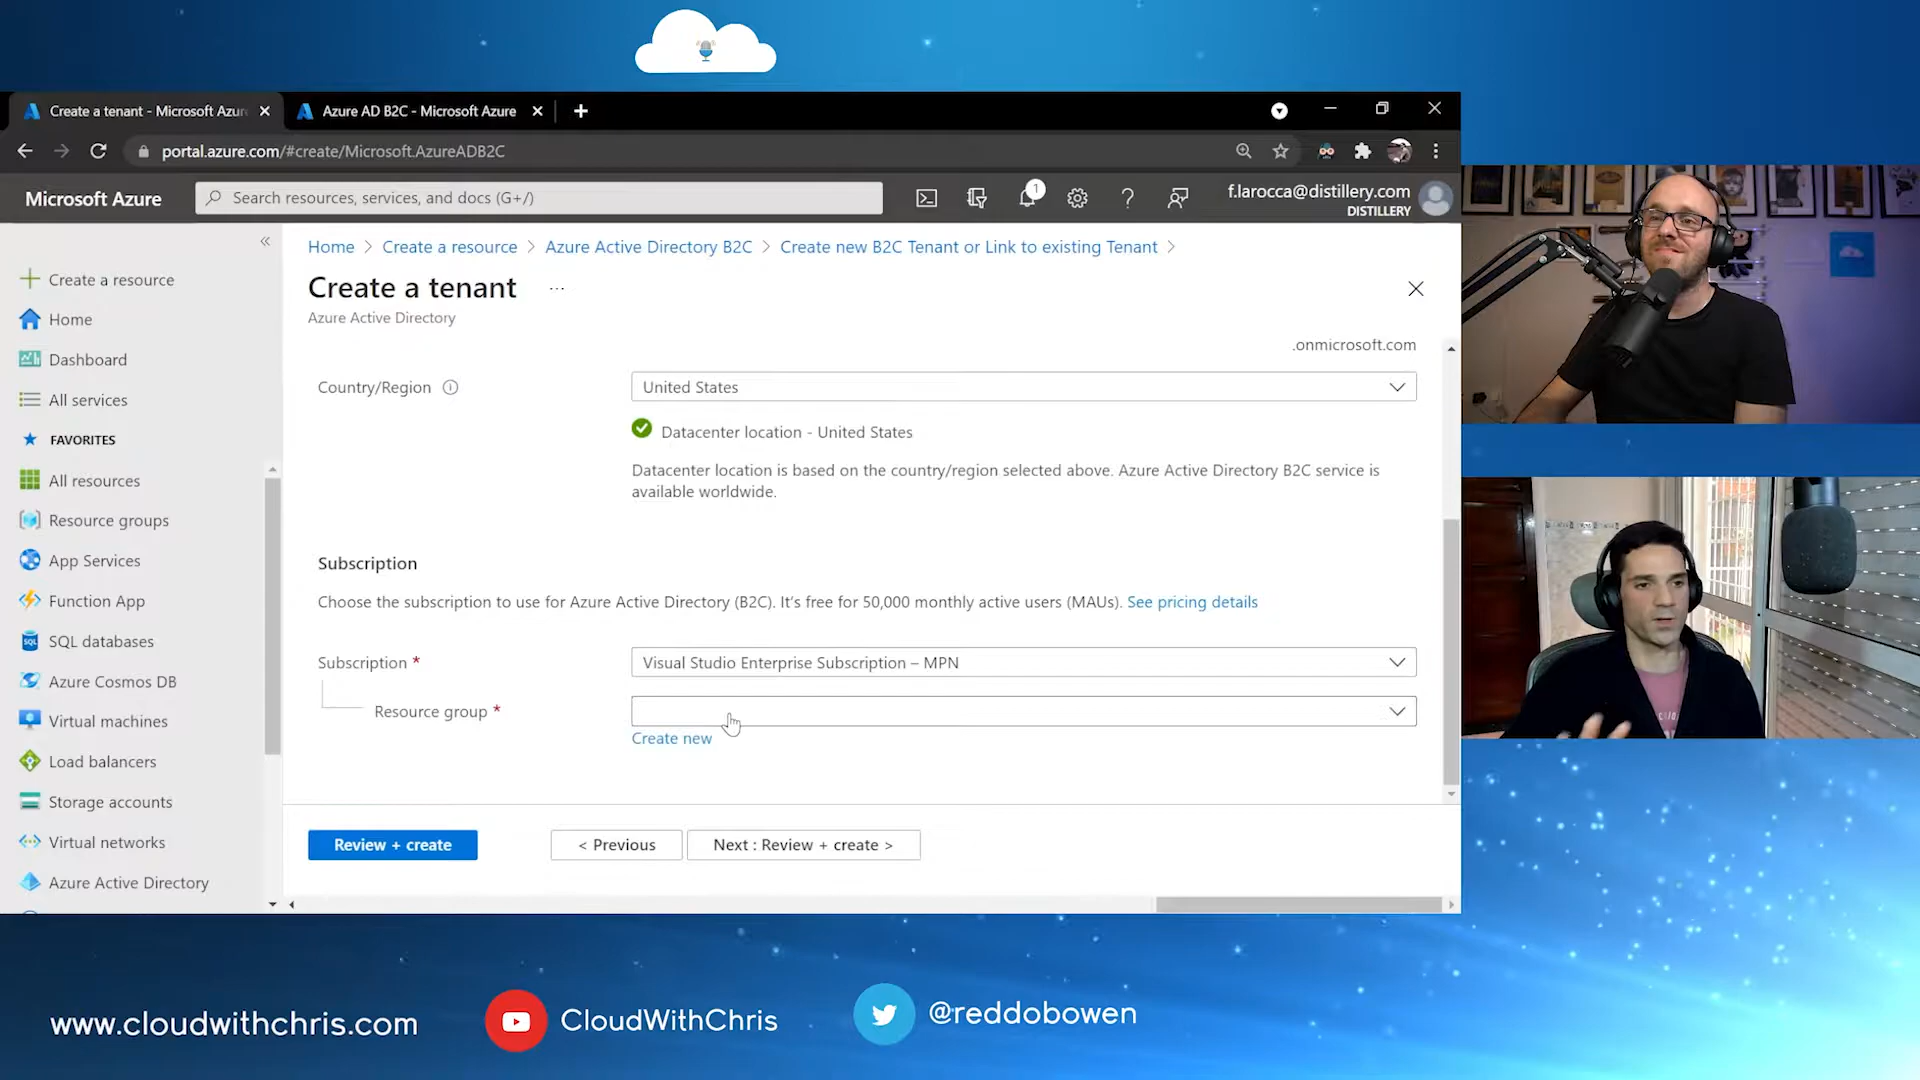 Create a tenant - Microsoft Azur
Azure AD B2C - Microsoft Azure
portal.azure.com/#create/Microsoft.AzureADB2C
Microsoft Azure
Search resources, services, and docs (G+/)
1
f.larocca@distillery.com
DISTILLERY
Create a resource
Home
Dashboard
All services
FAVORITES
All resources
Resource groups
App Services
Function App
SQL databases
Azure Cosmos DB
Virtual machines
Load balancers
Storage accounts
Virtual networks
Azure Active Directory
Home > Create a resource > Azure Active Directory B2C > Create new B2C Tenant or Link to existing Tenant >
Create a tenant ...
Azure Active Directory
.onmicrosoft.com
Country/Region
United States
Datacenter location - United States
Datacenter location is based on the country/region selected above. Azure Active Directory B2C service is
available worldwide.
Subscription
Choose the subscription to use for Azure Active Directory (B2C). It's free for 50,000 monthly active users (MAUs). See pricing details
Subscription *
Visual Studio Enterprise Subscription – MPN
Resource group *
Create new
Review + create
< Previous
Next : Review + create >
www.cloudwithchris.com
CloudWithChris
@reddobowen